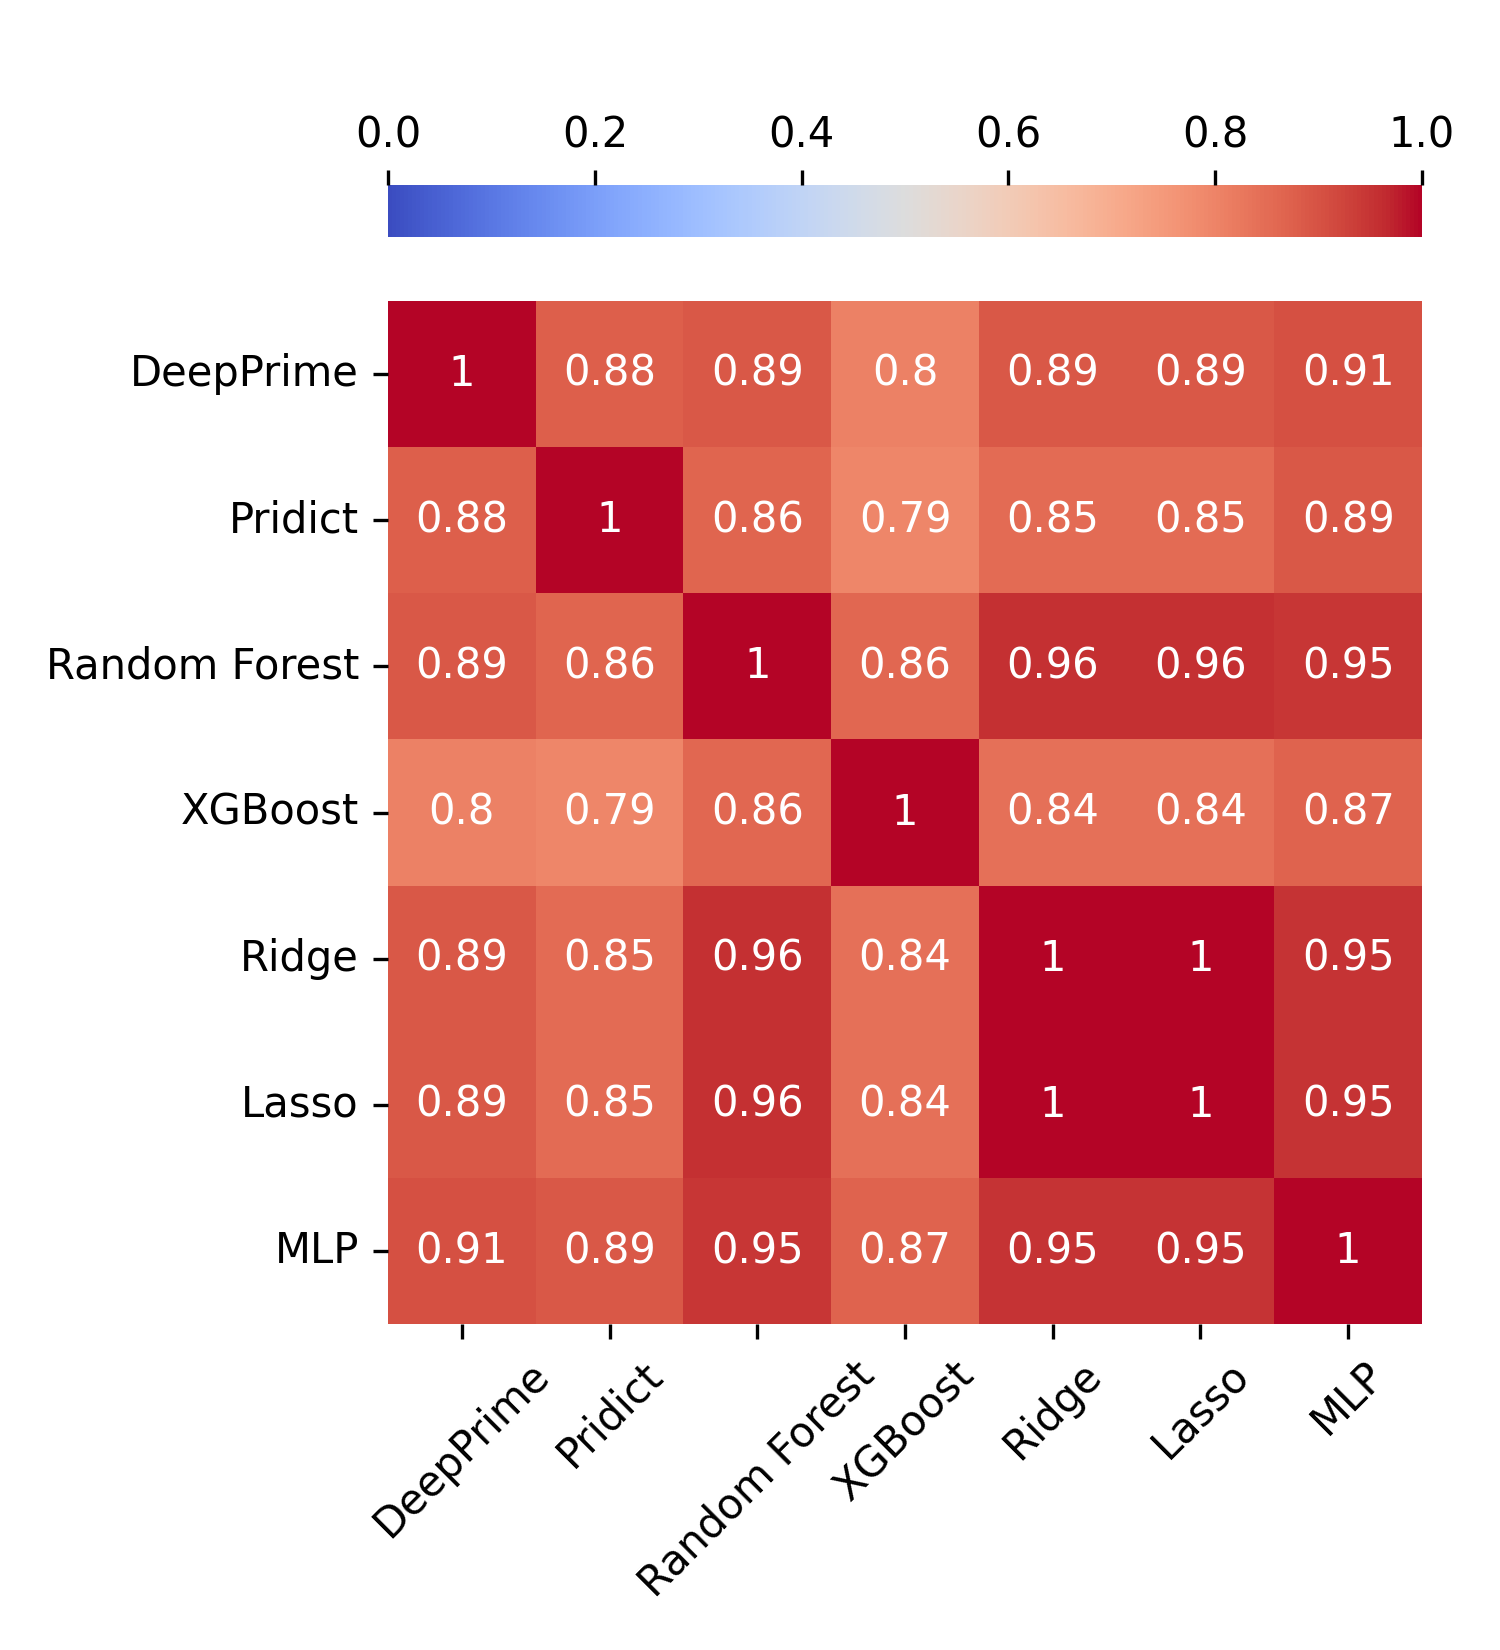 0.0 0.2 0.4 0.6 0.8 1.0
DeepPrime 1 0.88 0.89 0.8 0.89 0.89 0.91
Pridict 0.88 1 0.86 0.79 0.85 0.85 0.89
Random Forest 0.89 0.86 1 0.86 0.96 0.96 0.95
XGBoost 0.8 0.79 0.86 1 0.84 0.84 0.87
Ridge 0.89 0.85 0.96 0.84 1 1 0.95
Lasso 0.89 0.85 0.96 0.84 1 1 0.95
MLP 0.91 0.89 0.95 0.87 0.95 0.95 1
DeepPrime Pridict Random Forest XGBoost Ridge Lasso MLP